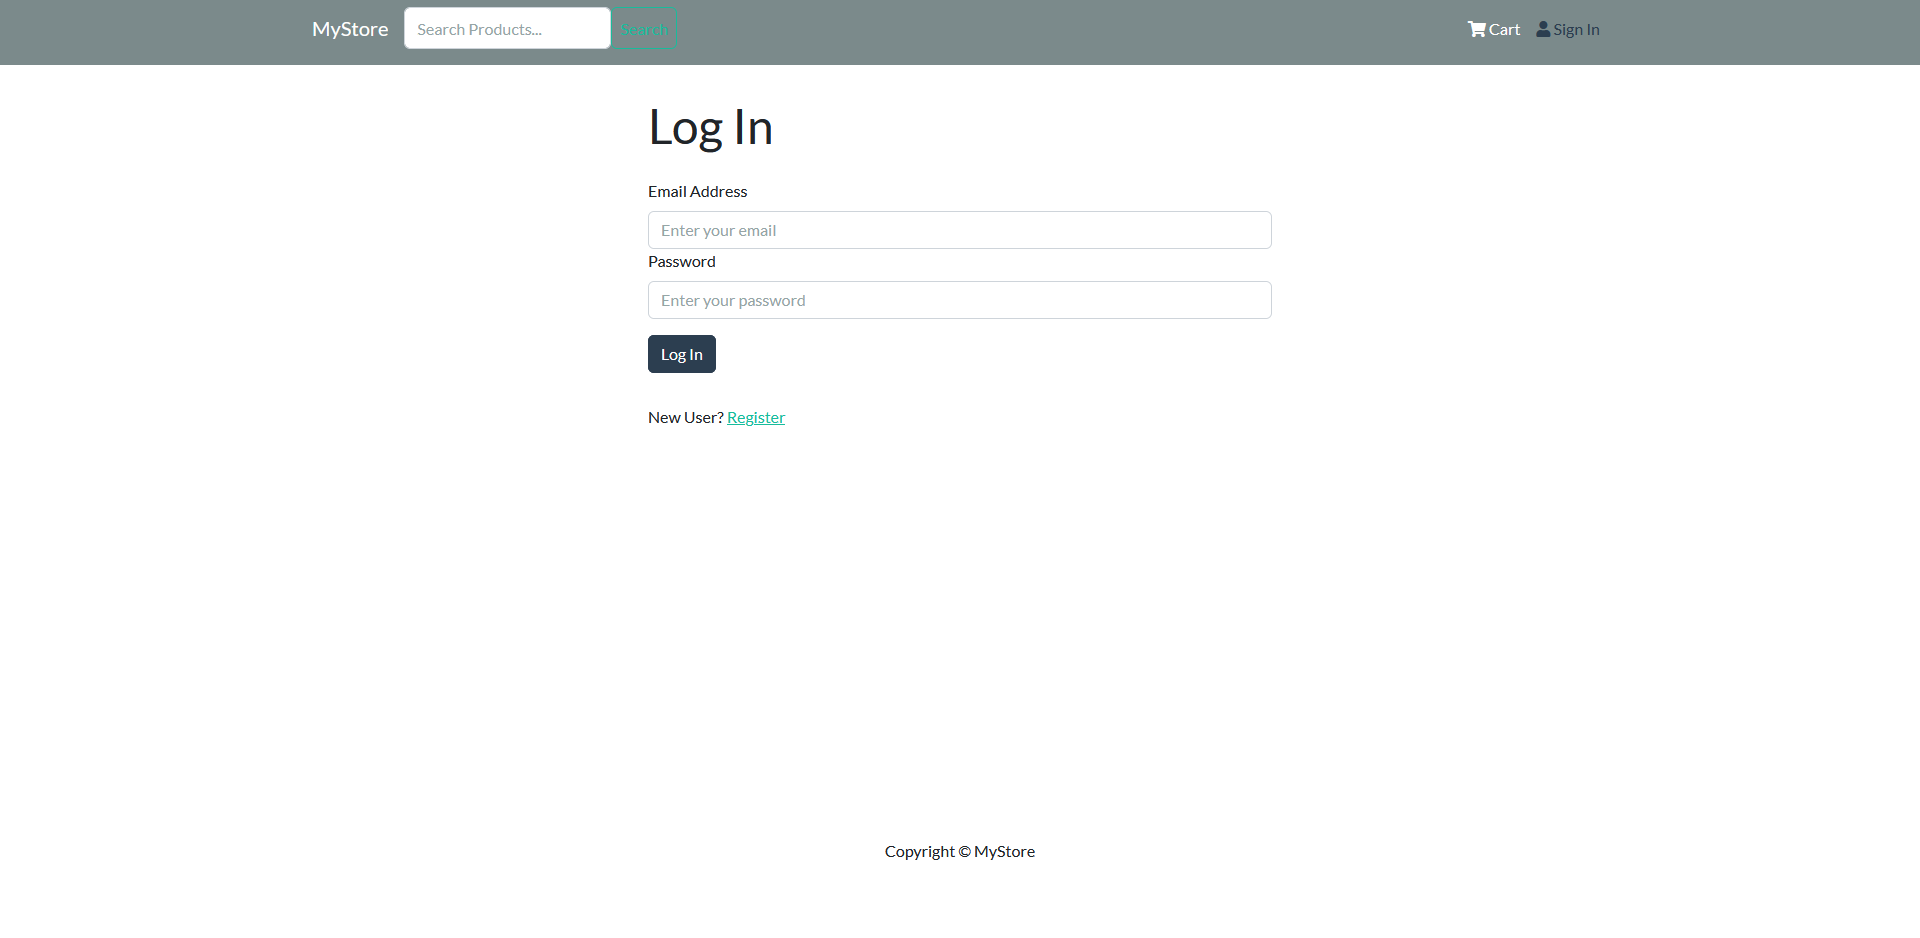 MyStore Search Products... Search Cart Sign In
Log In
Email Address
Enter your email
Password
Enter your password
Log In
New User? Register
Copyright © MyStore